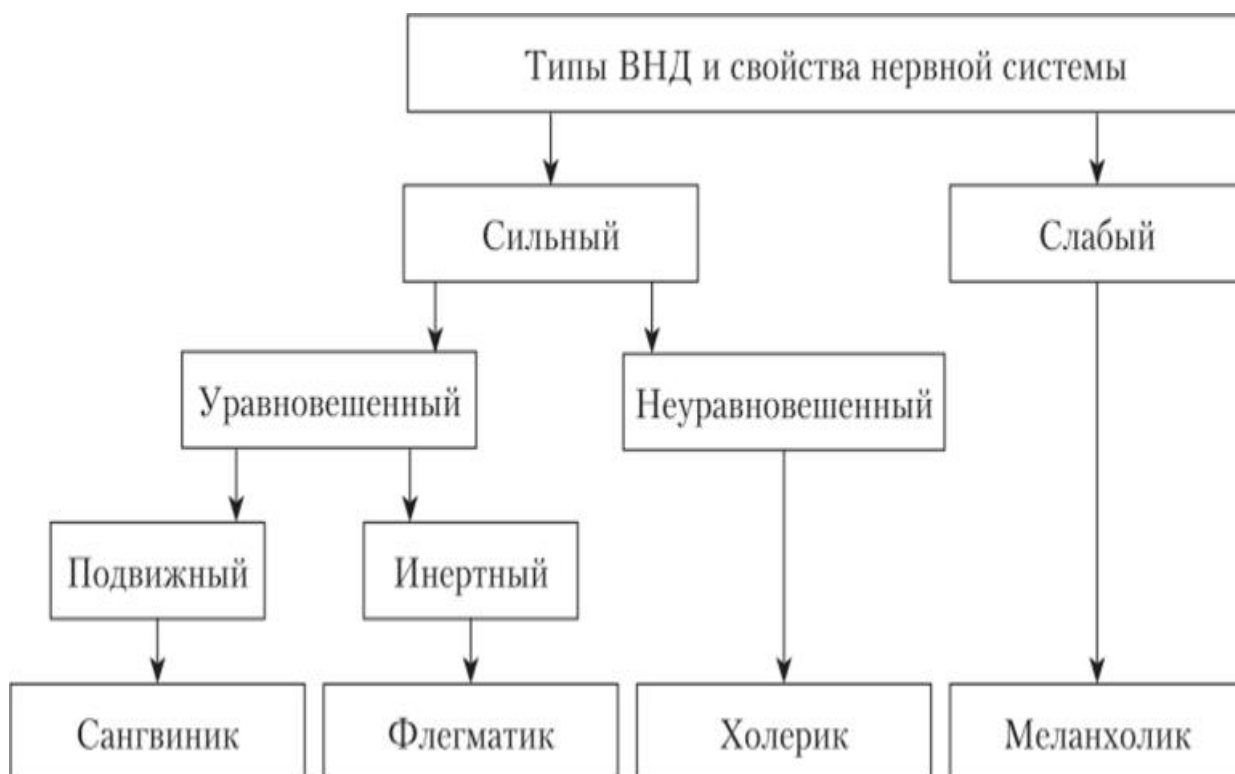 Типы ВНД и свойства нервной системы
Сильный
Слабый
Уравновешенный
Неуравновешенный
Подвижный
Инертный
Сангвиник
Флегматик
Холерик
Меланхолик